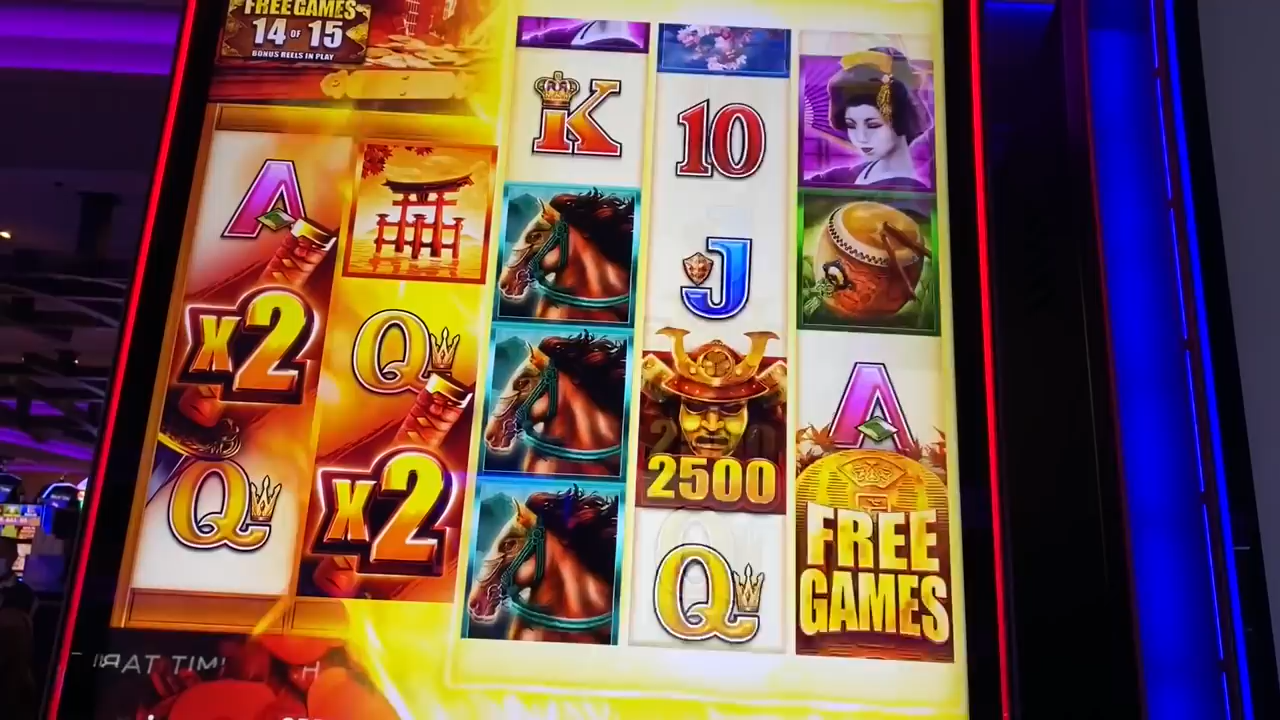 FREE GAMES
14 OF 15
BONUS REELS IN PLAY
K
10
A
J
x2
Q
2500
A
Q
x2
Q
FREE
GAMES